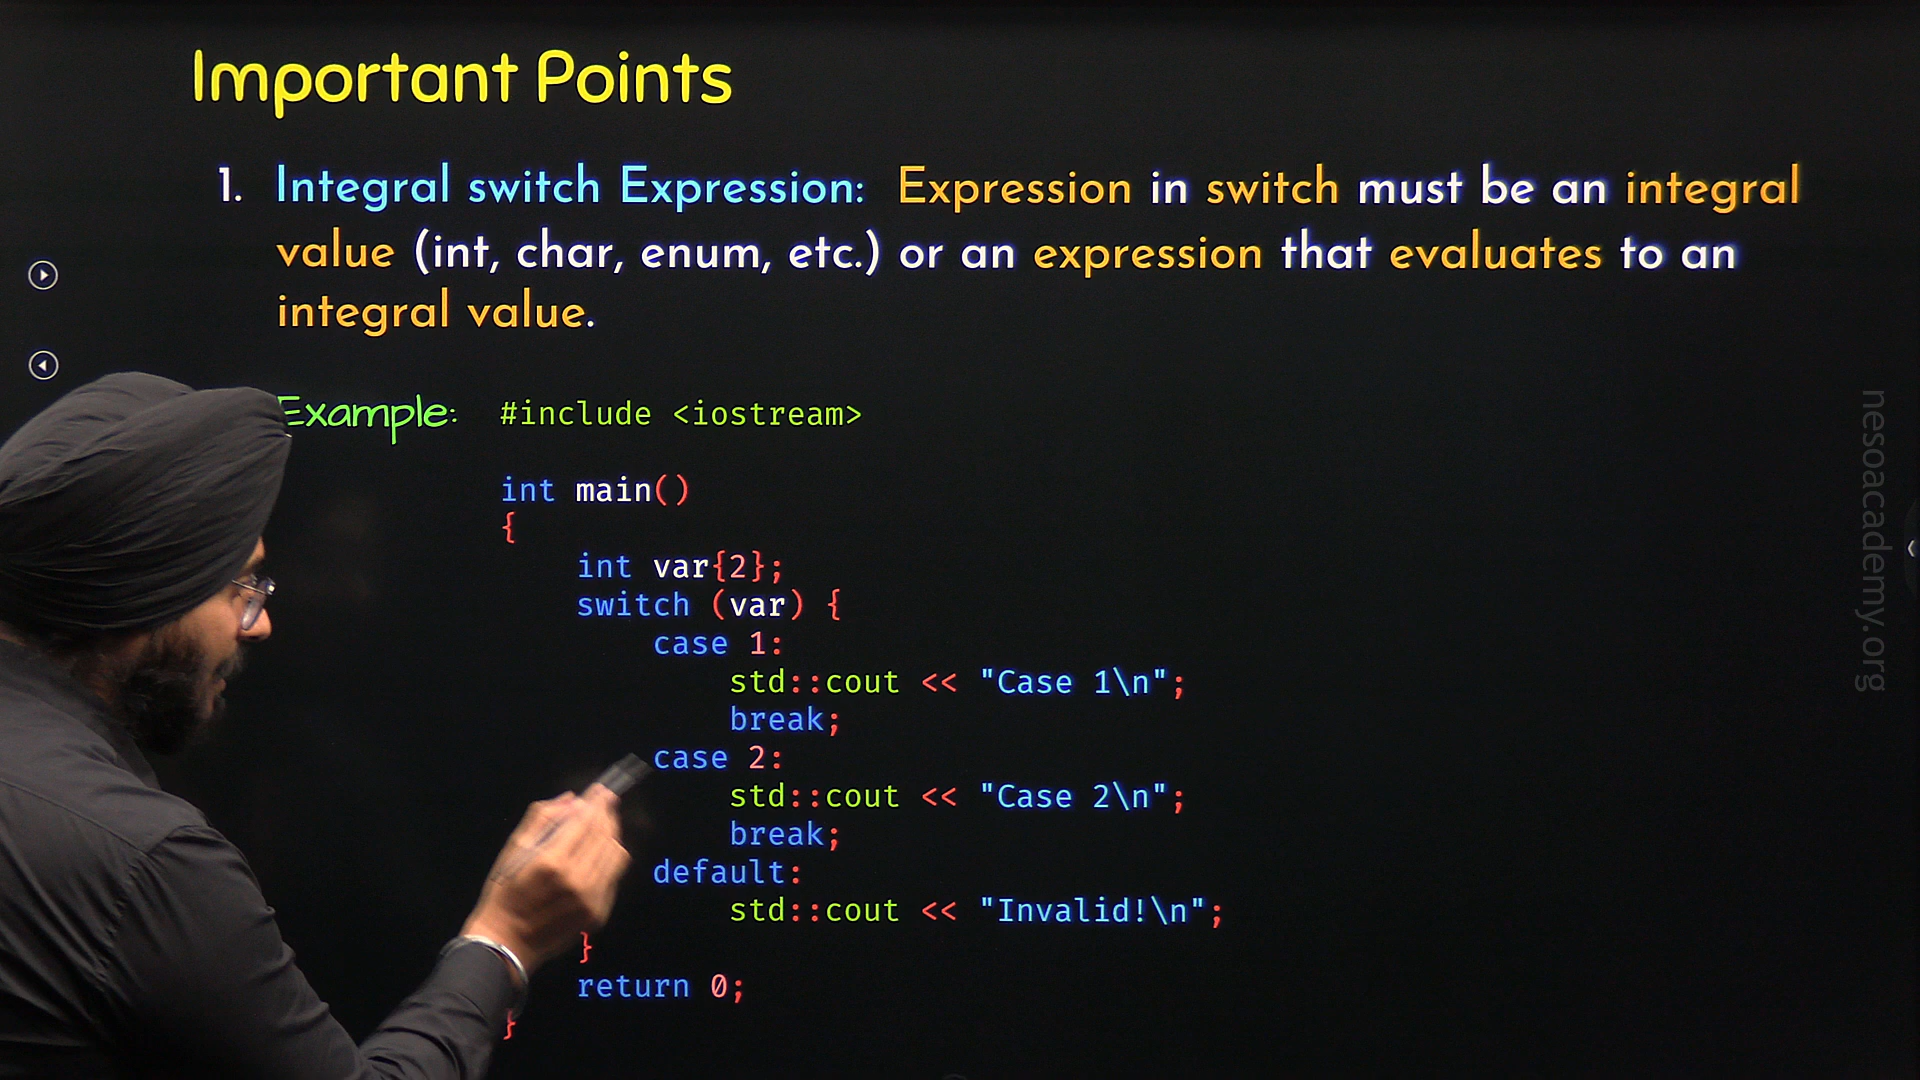 Important Points
1. Integral switch Expression: Expression in switch must be an integral
value (int, char, enum, etc.) or an expression that evaluates to an
integral value.
Example: #include <iostream>
int main()
{
int var{2};
switch (var) {
case 1:
std::cout << "Case 1\n";
break;
case 2:
std::cout << "Case 2\n";
break;
default:
std::cout << "Invalid!\n";
}
return 0;
}
nesoacademy.org